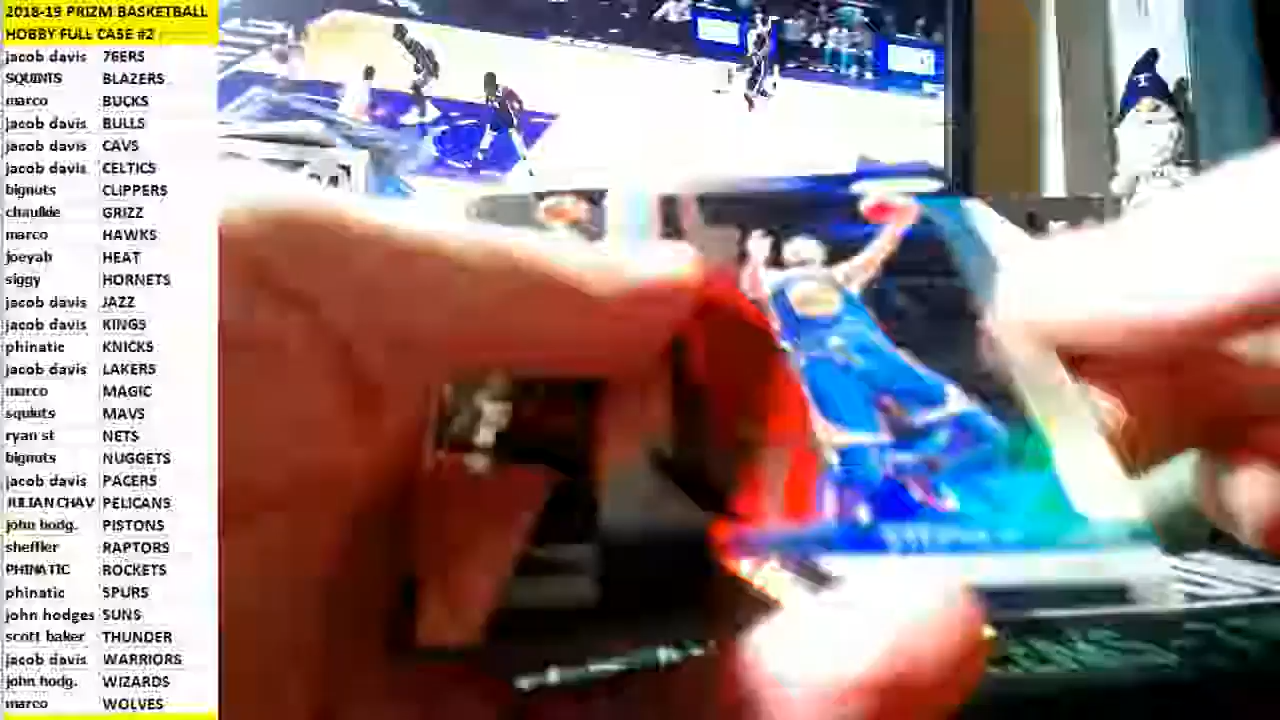 2018-19 PRIZM BASKETBALL
HOBBY FULL CASE #2
jacob davis 76ERS
SQUINTS BLAZERS
marco BUCKS
jacob davis BULLS
jacob davis CAVS
jacob davis CELTICS
bignuts CLIPPERS
chaulkie GRIZZ
marco HAWKS
joeyah HEAT
siggy HORNETS
jacob davis JAZZ
jacob davis KINGS
phinatic KNICKS
jacob davis LAKERS
marco MAGIC
squints MAVS
ryan st NETS
bignuts NUGGETS
jacob davis PACERS
JULIAN CHAV PELICANS
john hodg. PISTONS
sheffler RAPTORS
PHINATIC ROCKETS
phinatic SPURS
john hodges SUNS
scott baker THUNDER
jacob davis WARRIORS
john hodg. WIZARDS
marco WOLVES